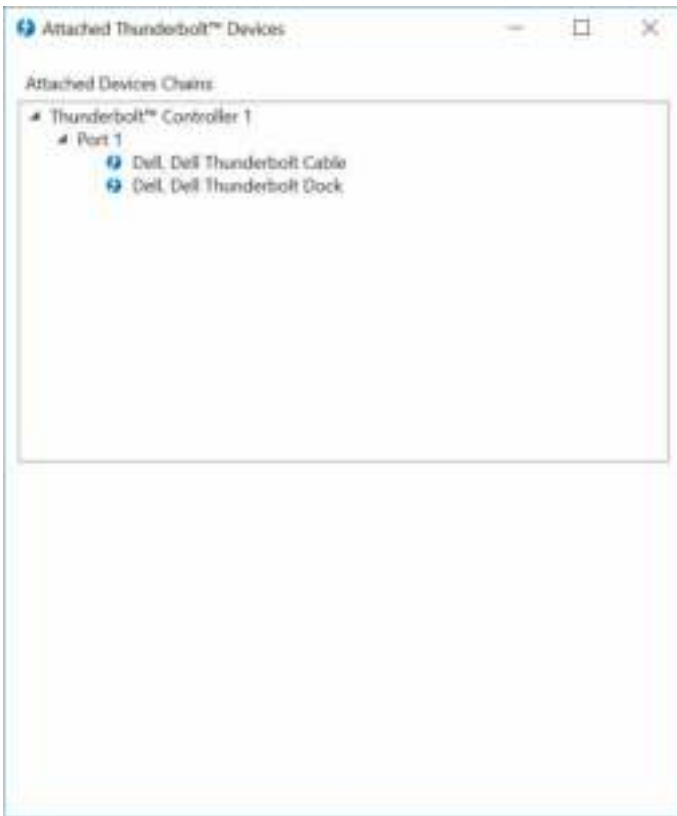 Attached Thunderbolt™ Devices
Attached Devices Chains
Thunderbolt™ Controller 1
Port 1
Dell, Dell Thunderbolt Cable
Dell, Dell Thunderbolt Dock